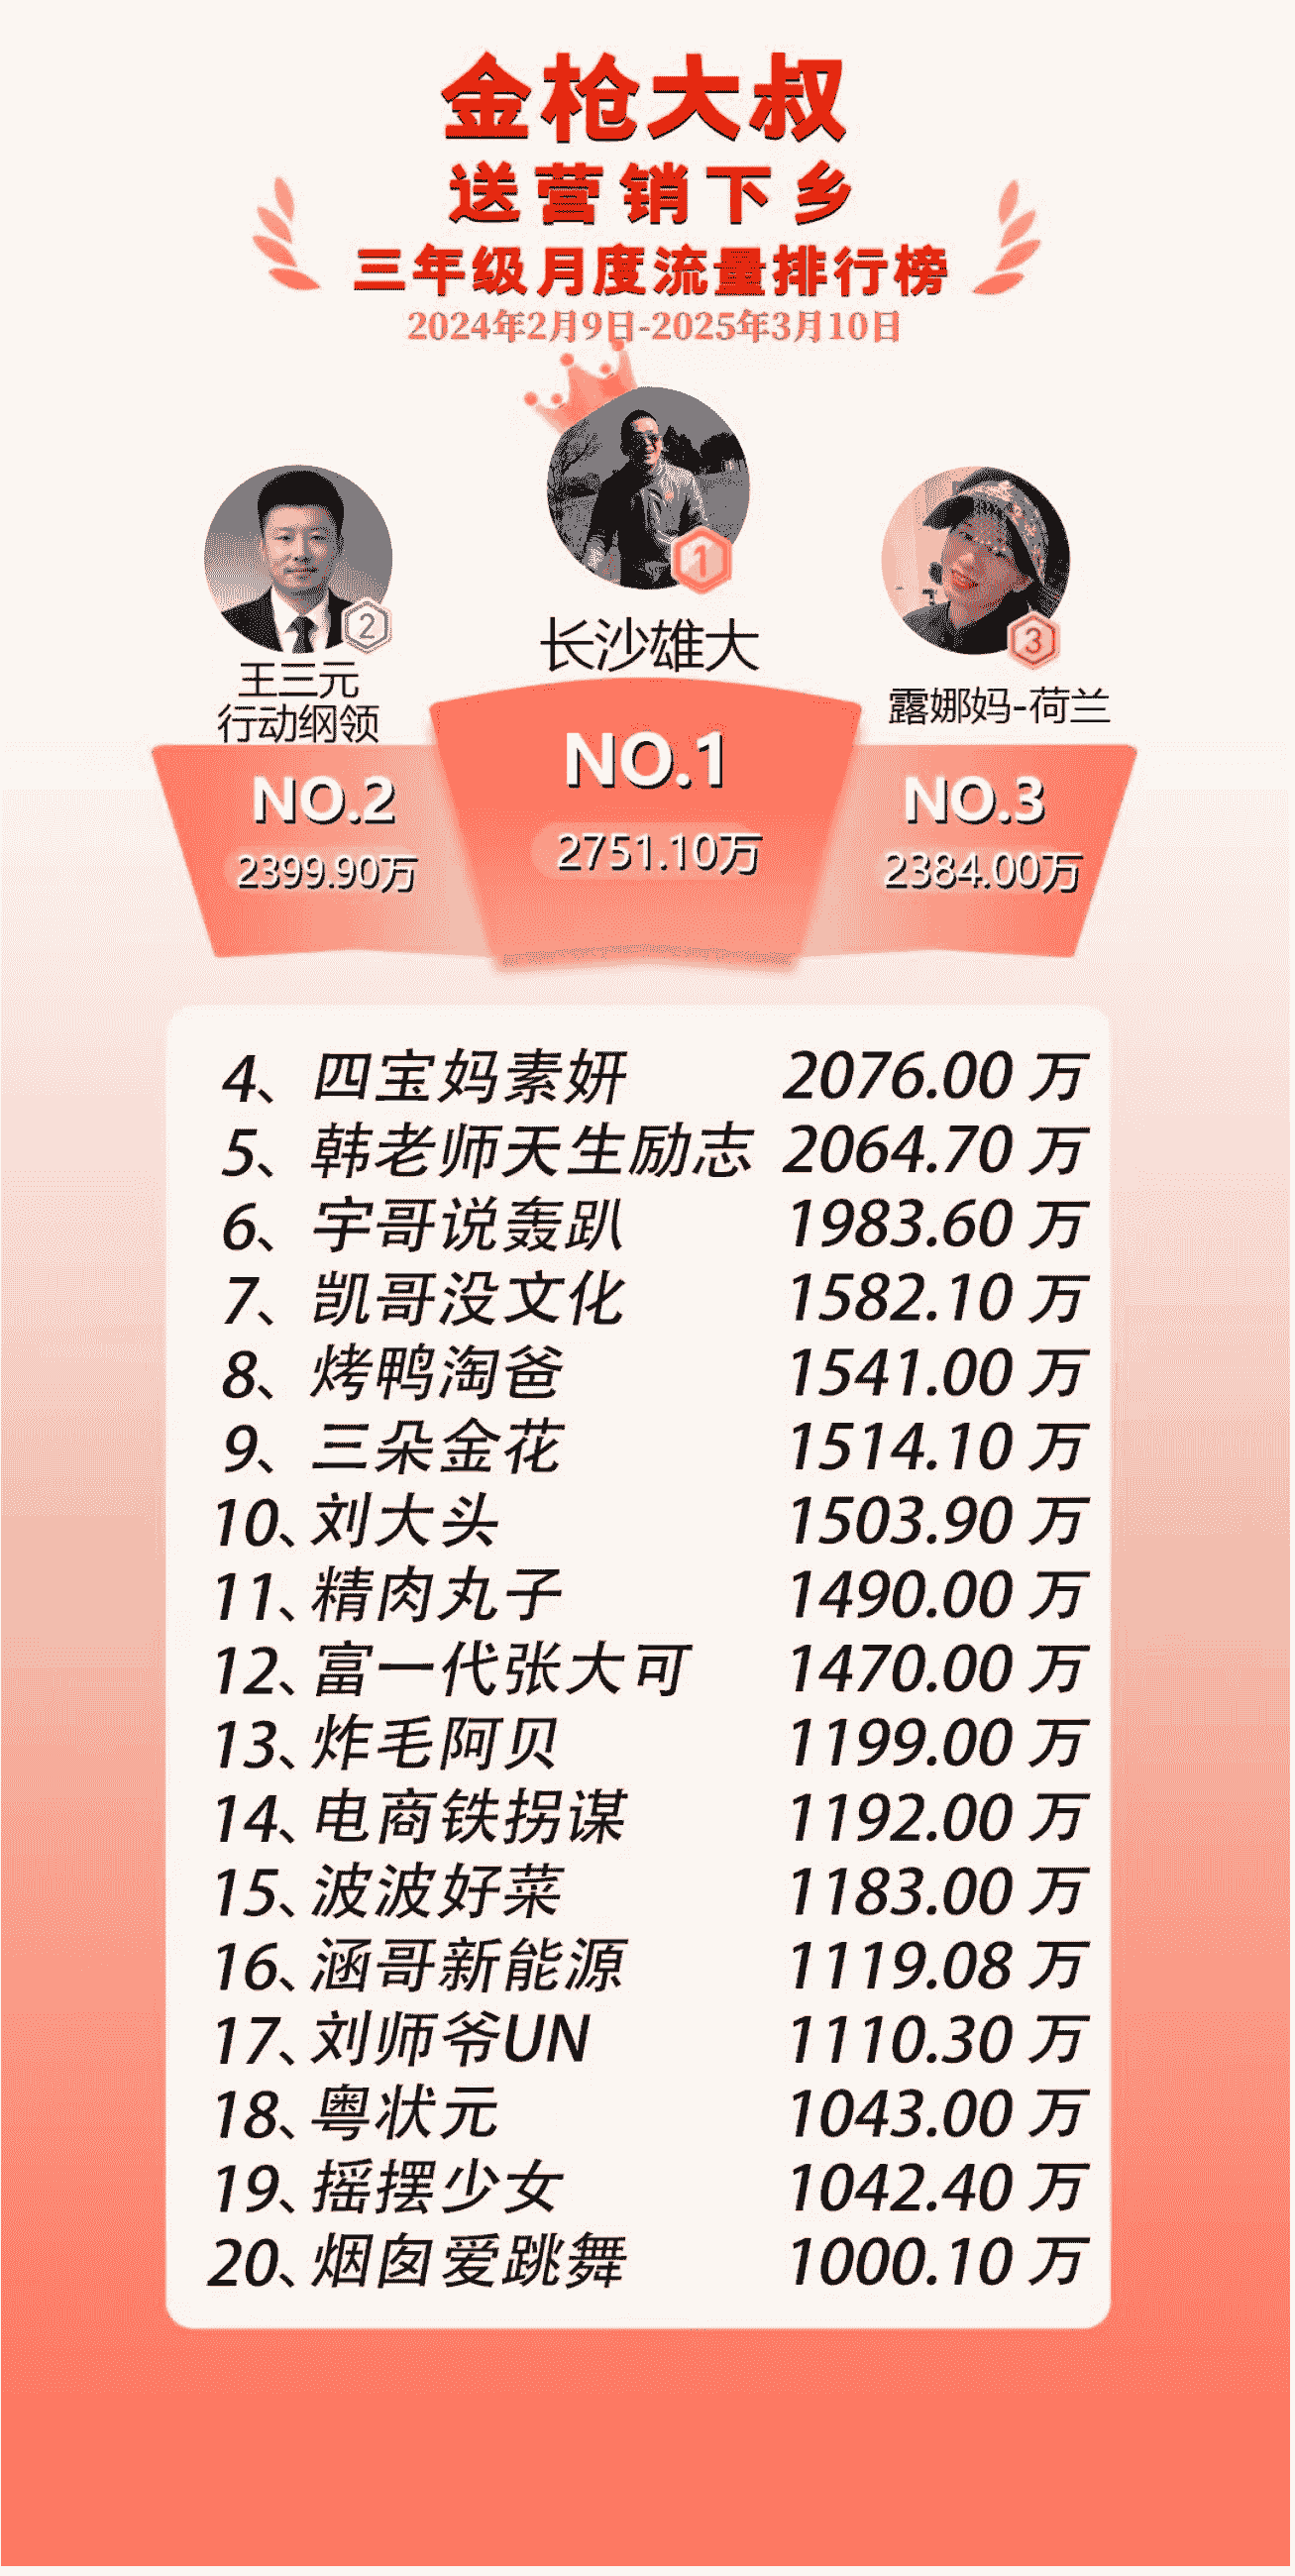 金枪大叔
送营销下乡
三年级月度流量排行榜
2024年2月9日-2025年3月10日
1
长沙雄大
NO.1
2751.10万
2
王三元
行动纲领
NO.2
2399.90万
3
露娜妈-荷兰
NO.3
2384.00万
4、四宝妈素妍 2076.00 万
5、韩老师天生励志 2064.70 万
6、宇哥说轰趴 1983.60 万
7、凯哥没文化 1582.10 万
8、烤鸭淘爸 1541.00 万
9、三朵金花 1514.10 万
10、刘大头 1503.90 万
11、精肉丸子 1490.00 万
12、富一代张大可 1470.00 万
13、炸毛阿贝 1199.00 万
14、电商铁拐谋 1192.00 万
15、波波好菜 1183.00 万
16、涵哥新能源 1119.08 万
17、刘师爷UN 1110.30 万
18、粤状元 1043.00 万
19、摇摆少女 1042.40 万
20、烟囱爱跳舞 1000.10 万